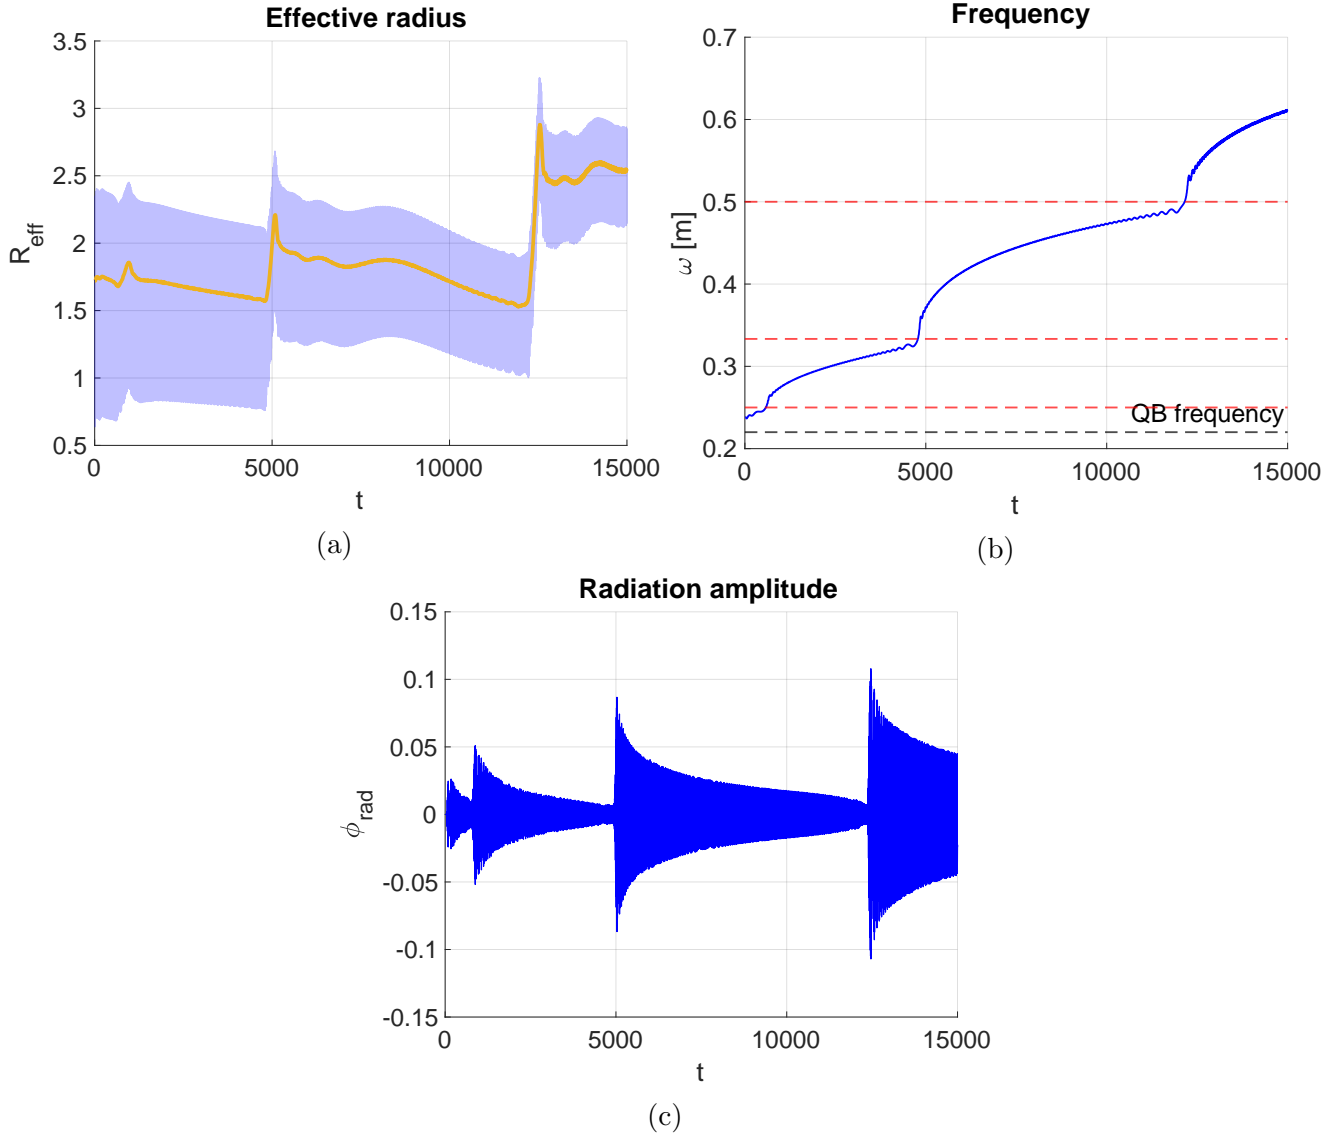 Effective radius
3.5
3
2.5
2
1.5
1
0.5
R_eff
0
5000
10000
15000
t
(a)
Frequency
0.7
0.6
0.5
0.4
0.3
0.2
ω [m]
QB frequency
0
5000
10000
15000
t
(b)
Radiation amplitude
0.15
0.1
0.05
0
-0.05
-0.1
-0.15
ϕ_rad
0
5000
10000
15000
t
(c)